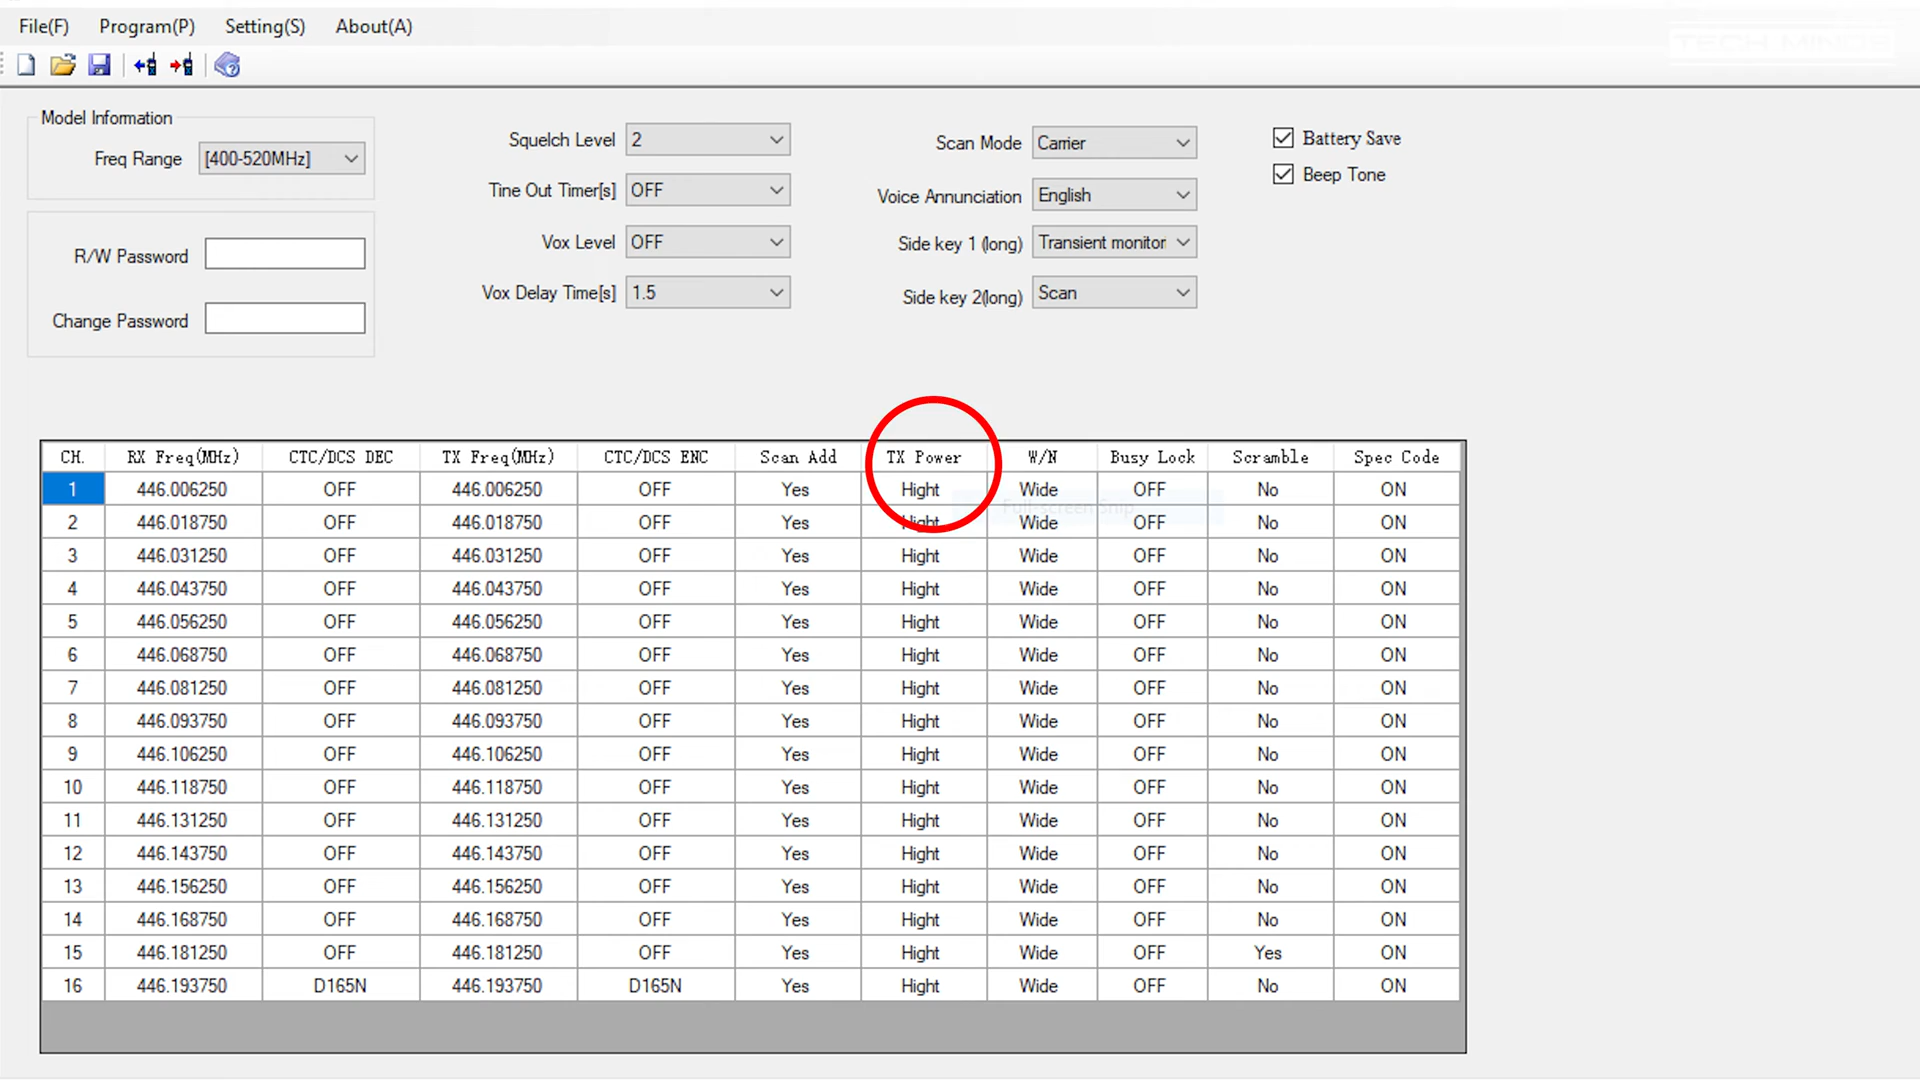 TECH MINDS
File(F) Program(P) Setting(S) About(A)
Model Information
Freq Range [400-520MHz]
R/W Password
Change Password
Squelch Level 2
Tine Out Timer[s] OFF
Vox Level OFF
Vox Delay Time[s] 1.5
Scan Mode Carrier
Voice Annunciation English
Side key 1 (long) Transient monitor
Side key 2(long) Scan
Battery Save
Beep Tone
CH. RX Freq(MHz) CTC/DCS DEC TX Freq(MHz) CTC/DCS ENC Scan Add TX Power W/N Busy Lock Scramble Spec Code
1 446.006250 OFF 446.006250 OFF Yes Hight Wide OFF No ON
Full-screen Snip
2 446.018750 OFF 446.018750 OFF Yes Hight Wide OFF No ON
3 446.031250 OFF 446.031250 OFF Yes Hight Wide OFF No ON
4 446.043750 OFF 446.043750 OFF Yes Hight Wide OFF No ON
5 446.056250 OFF 446.056250 OFF Yes Hight Wide OFF No ON
6 446.068750 OFF 446.068750 OFF Yes Hight Wide OFF No ON
7 446.081250 OFF 446.081250 OFF Yes Hight Wide OFF No ON
8 446.093750 OFF 446.093750 OFF Yes Hight Wide OFF No ON
9 446.106250 OFF 446.106250 OFF Yes Hight Wide OFF No ON
10 446.118750 OFF 446.118750 OFF Yes Hight Wide OFF No ON
11 446.131250 OFF 446.131250 OFF Yes Hight Wide OFF No ON
12 446.143750 OFF 446.143750 OFF Yes Hight Wide OFF No ON
13 446.156250 OFF 446.156250 OFF Yes Hight Wide OFF No ON
14 446.168750 OFF 446.168750 OFF Yes Hight Wide OFF No ON
15 446.181250 OFF 446.181250 OFF Yes Hight Wide OFF Yes ON
16 446.193750 D165N 446.193750 D165N Yes Hight Wide OFF No ON